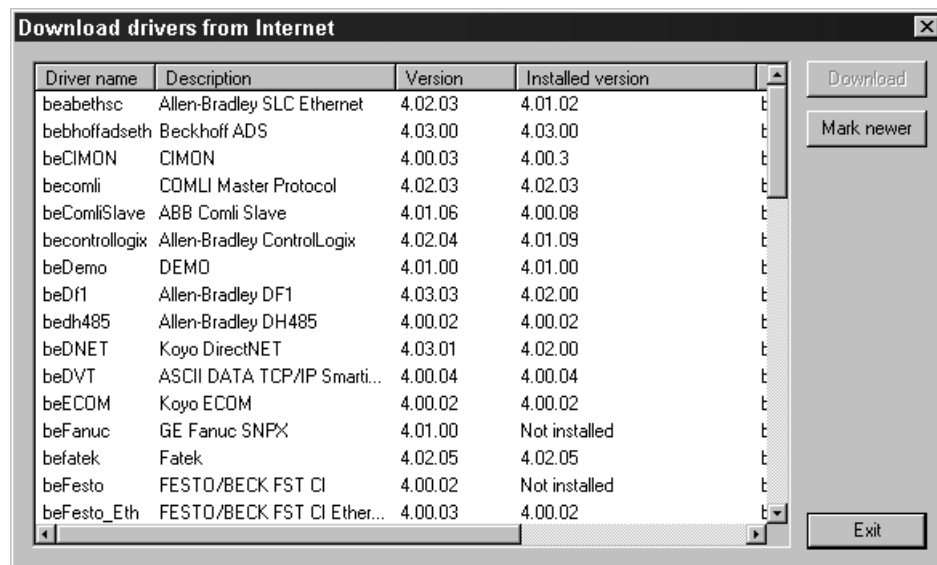 Download drivers from Internet
Driver name Description Version Installed version
beabethsc Allen-Bradley SLC Ethernet 4.02.03 4.01.02
bebhoffadseth Beckhoff ADS 4.03.00 4.03.00
beCIMON CIMON 4.00.03 4.00.3
becomli COMLI Master Protocol 4.02.03 4.02.03
beComliSlave ABB Comli Slave 4.01.06 4.00.08
becontrollogix Allen-Bradley ControlLogix 4.02.04 4.01.09
beDemo DEMO 4.01.00 4.01.00
beDf1 Allen-Bradley DF1 4.03.03 4.02.00
bedh485 Allen-Bradley DH485 4.00.02 4.00.02
beDNET Koyo DirectNET 4.03.01 4.02.00
beDVT ASCII DATA TCP/IP Smarti... 4.00.04 4.00.04
beECOM Koyo ECOM 4.00.02 4.00.02
beFanuc GE Fanuc SNPX 4.01.00 Not installed
befatek Fatek 4.02.05 4.02.05
beFesto FESTO/BECK FST CI 4.00.02 Not installed
beFesto_Eth FESTO/BECK FST CI Ether... 4.00.03 4.00.02
Download
Mark newer
Exit